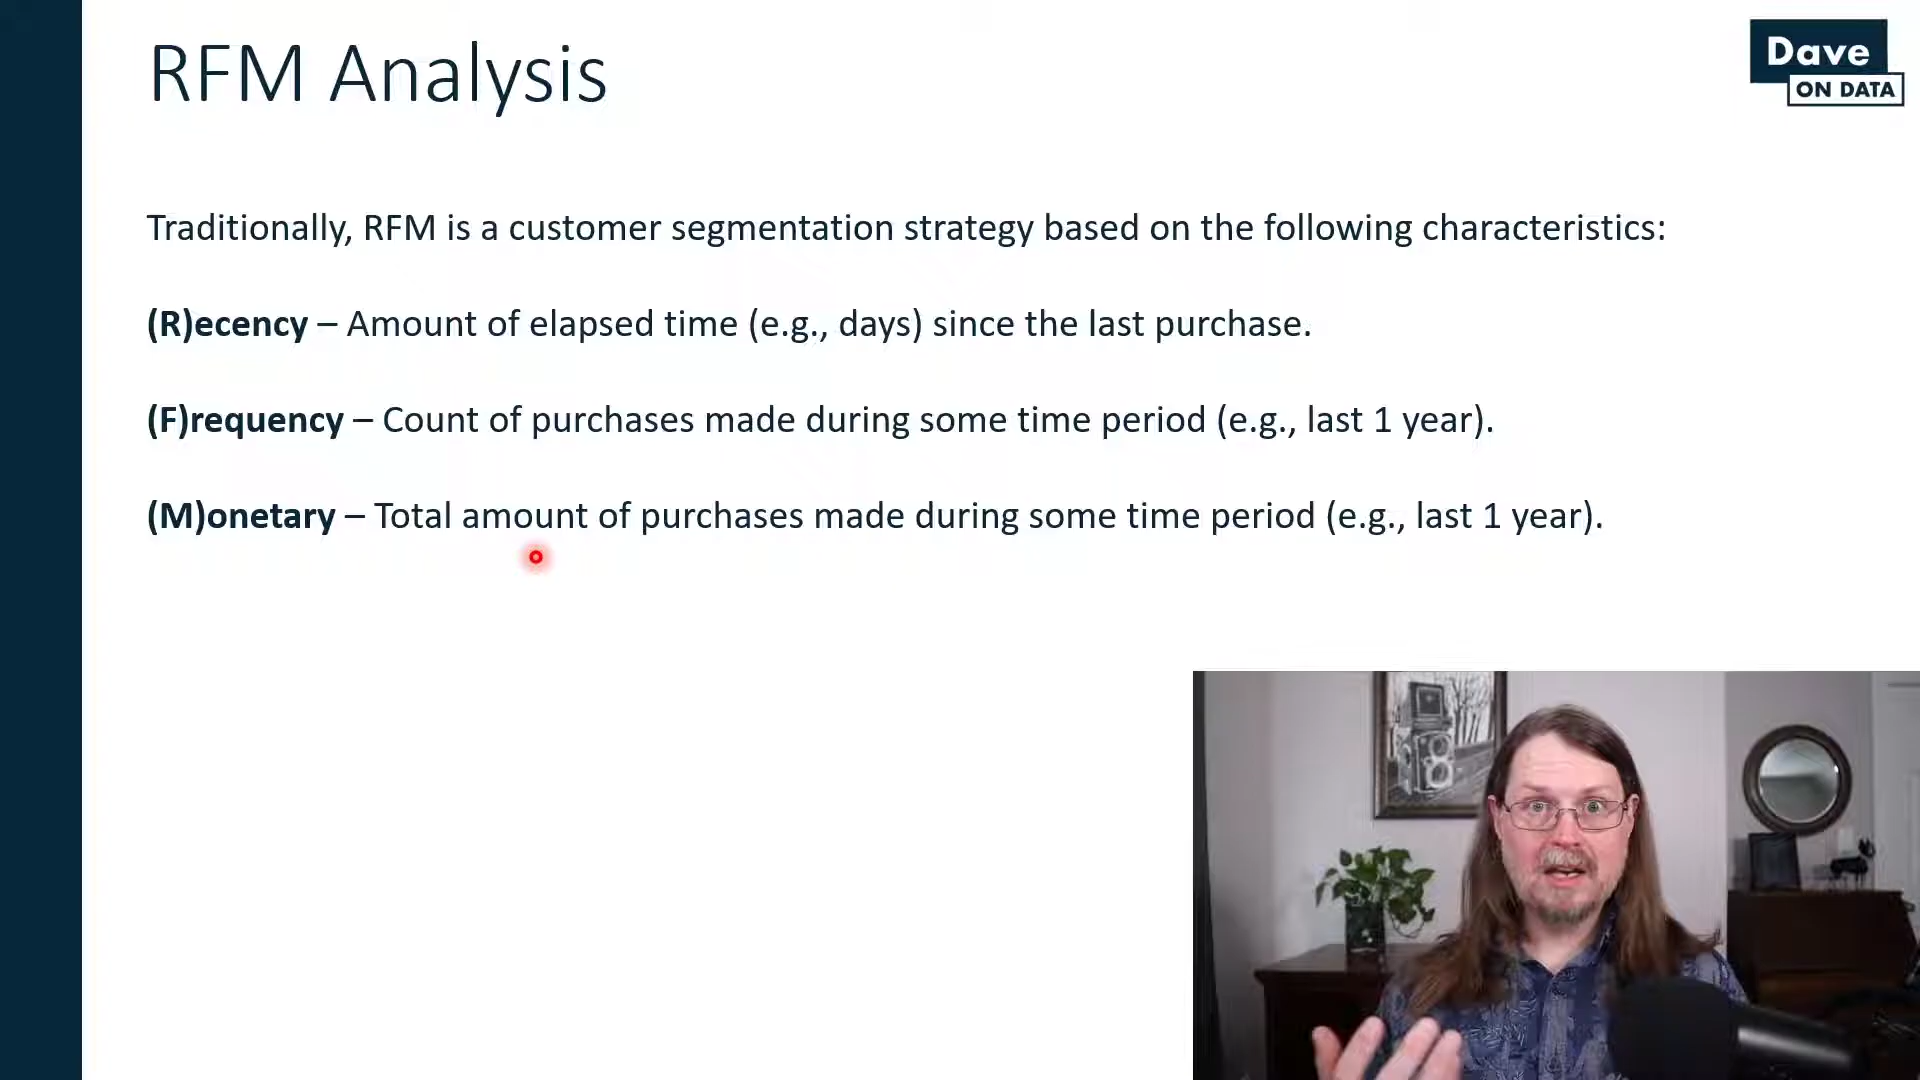 RFM Analysis
Dave
ON DATA
Traditionally, RFM is a customer segmentation strategy based on the following characteristics:
(R)ecency – Amount of elapsed time (e.g., days) since the last purchase.
(F)requency – Count of purchases made during some time period (e.g., last 1 year).
(M)onetary – Total amount of purchases made during some time period (e.g., last 1 year).